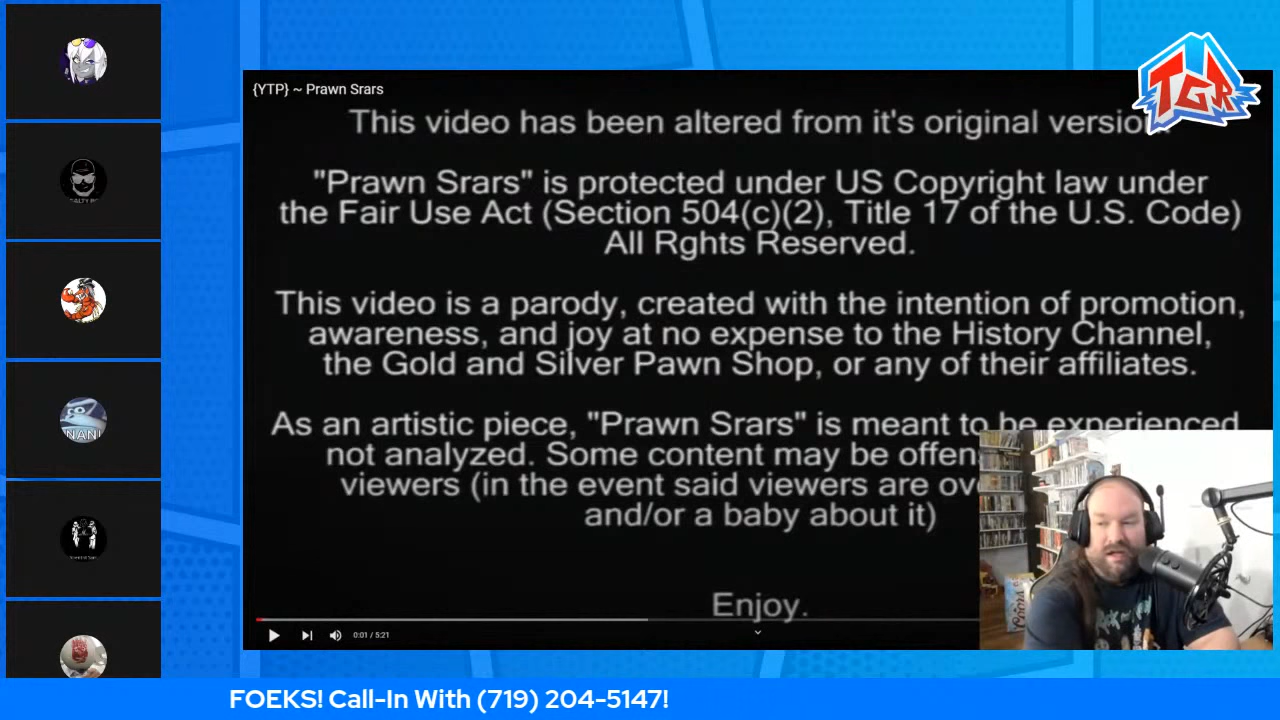 {YTP} ~ Prawn Srars
TGR
This video has been altered from it's original version.
"Prawn Srars" is protected under US Copyright law under
the Fair Use Act (Section 504(c)(2), Title 17 of the U.S. Code)
All Rghts Reserved.
This video is a parody, created with the intention of promotion,
awareness, and joy at no expense to the History Channel,
the Gold and Silver Pawn Shop, or any of their affiliates.
As an artistic piece, "Prawn Srars" is meant to be experienced
not analyzed. Some content may be
viewers (in the event said viewers are
and/or a baby about it)
Enjoy.
0:01 / 5:21
NANI
Coors
FOEKS! Call-In With (719) 204-5147!